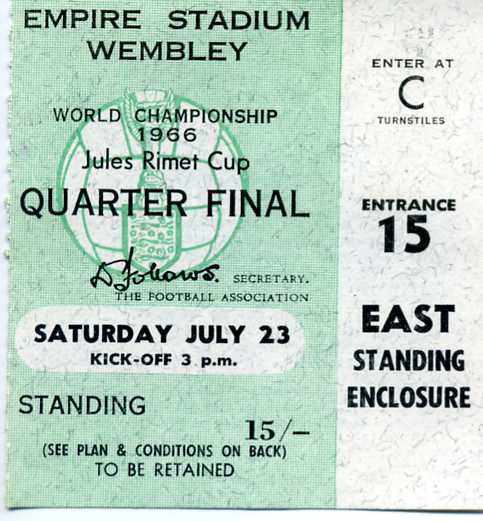 EMPIRE STADIUM
WEMBLEY
WORLD CHAMPIONSHIP
1966
Jules Rimet Cup
QUARTER FINAL
D Follows.
SECRETARY.
THE FOOTBALL ASSOCIATION
SATURDAY JULY 23
KICK-OFF 3 p.m.
STANDING
15/-
(SEE PLAN & CONDITIONS ON BACK)
TO BE RETAINED
ENTER AT
C
TURNSTILES
ENTRANCE
15
EAST
STANDING
ENCLOSURE